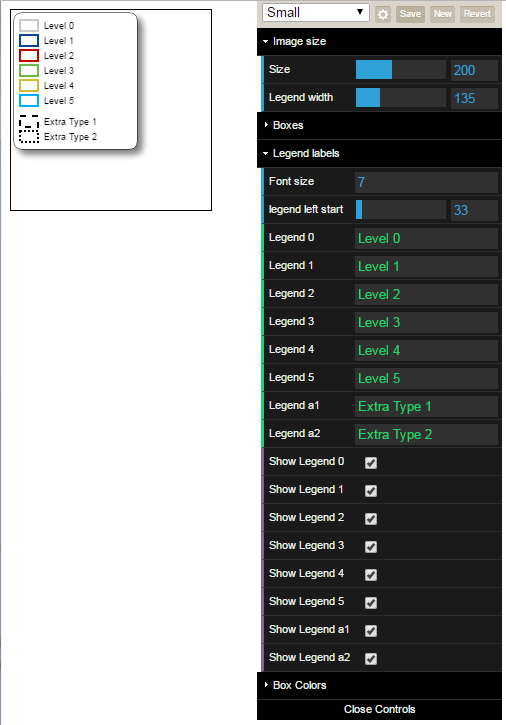 Level 0
Level 1
Level 2
Level 3
Level 4
Level 5
Extra Type 1
Extra Type 2
Small Save New Revert
Image size
Size 200
Legend width 135
Boxes
Legend labels
Font size 7
legend left start 33
Legend 0 Level 0
Legend 1 Level 1
Legend 2 Level 2
Legend 3 Level 3
Legend 4 Level 4
Legend 5 Level 5
Legend a1 Extra Type 1
Legend a2 Extra Type 2
Show Legend 0
Show Legend 1
Show Legend 2
Show Legend 3
Show Legend 4
Show Legend 5
Show Legend a1
Show Legend a2
Box Colors
Close Controls